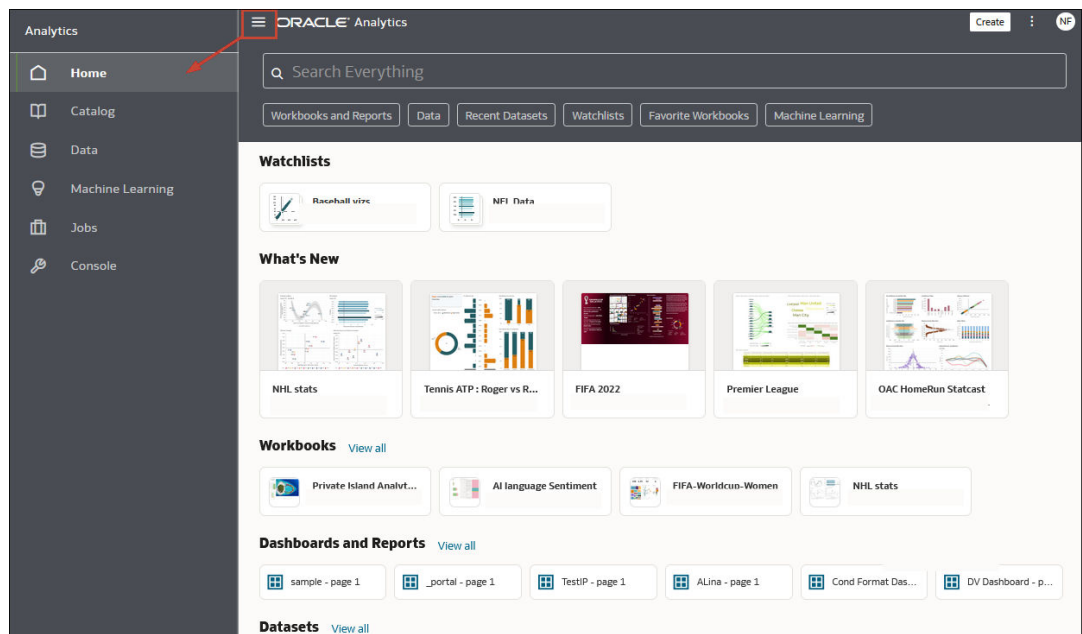 Analytics
ORACLE® Analytics
Create
NF
Home
Catalog
Data
Machine Learning
Jobs
Console
Search Everything
Workbooks and Reports
Data
Recent Datasets
Watchlists
Favorite Workbooks
Machine Learning
Watchlists
Baseball vizs
NFL Data
What's New
NHL stats
Tennis ATP : Roger vs R...
FIFA 2022
Premier League
OAC HomeRun Statcast
Workbooks View all
Private Island Analyt...
AI language Sentiment
FIFA-Worldcup-Women
NHL stats
Dashboards and Reports View all
sample - page 1
_portal - page 1
TestIP - page 1
ALina - page 1
Cond Format Das...
DV Dashboard - p...
Datasets View all